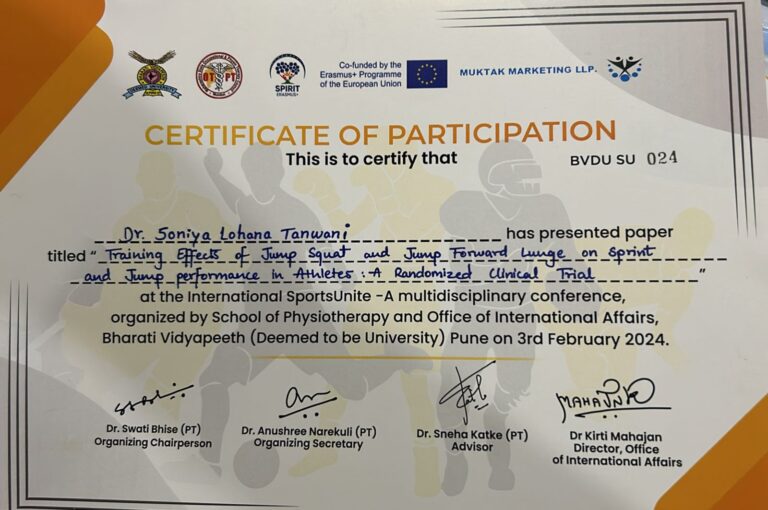 OT PT
SPIRIT
ERASMUS+
Co-funded by the
Erasmus+ Programme
of the European Union
MUKTAK MARKETING LLP.
CERTIFICATE OF PARTICIPATION
This is to certify that
BVDU SU 024
Dr. Soniya Lohana Tanwani has presented paper
titled " Training Effects of Jump Squat and Jump Forward Lunge on Sprint
and Jump performance in Athletes : A Randomized Clinical Trial "
at the International SportsUnite -A multidisciplinary conference,
organized by School of Physiotherapy and Office of International Affairs,
Bharati Vidyapeeth (Deemed to be University) Pune on 3rd February 2024.
MAHAJNK
Dr. Swati Bhise (PT)
Organizing Chairperson
Dr. Anushree Narekuli (PT)
Organizing Secretary
Dr. Sneha Katke (PT)
Advisor
Dr Kirti Mahajan
Director, Office
of International Affairs